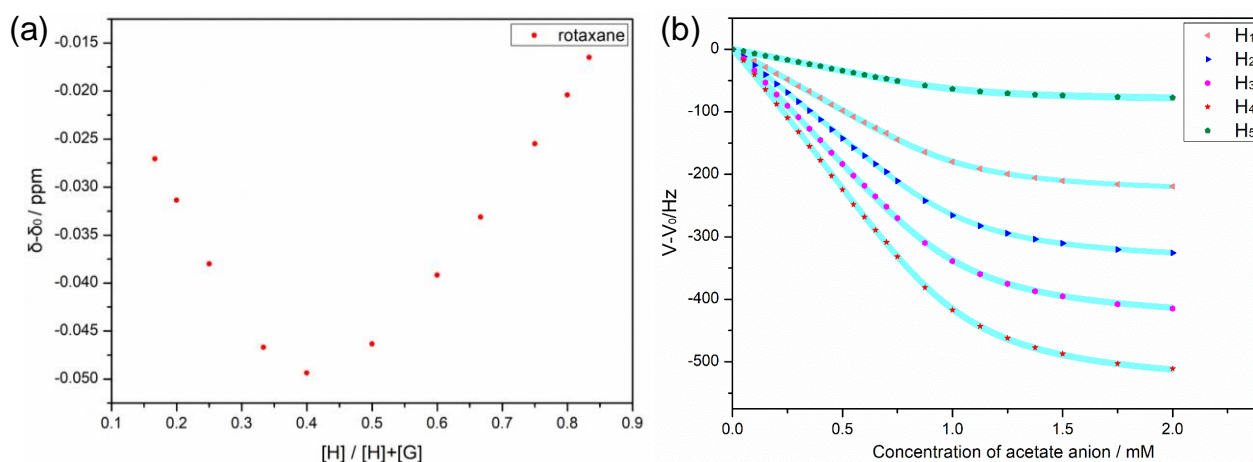 (a)
rotaxane
-0.015
-0.020
-0.025
-0.030
-0.035
-0.040
-0.045
-0.050
δ-δ₀ / ppm
0.1 0.2 0.3 0.4 0.5 0.6 0.7 0.8 0.9
[H] / [H]+[G]
(b)
H₁
H₂
H₃
H₄
H₅
0
-100
-200
-300
-400
-500
V-V₀/Hz
0.0 0.5 1.0 1.5 2.0
Concentration of acetate anion / mM